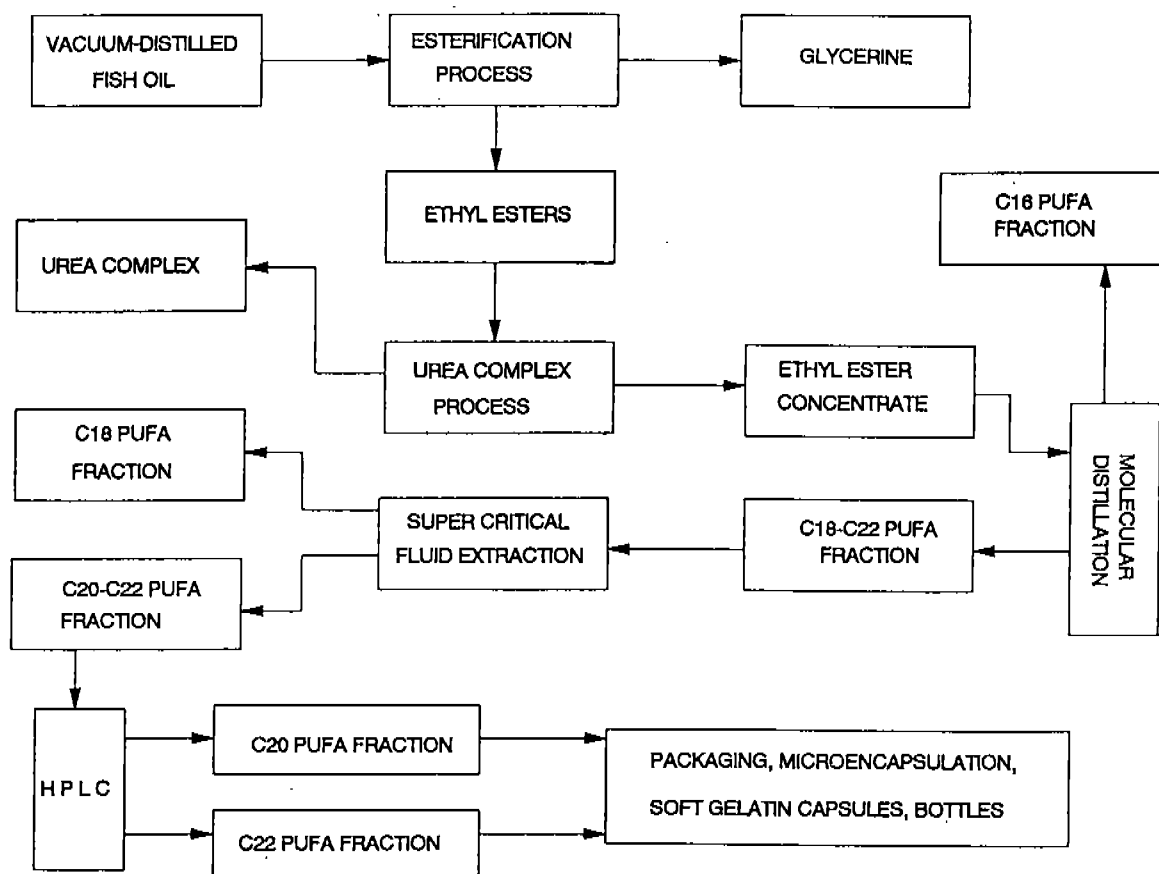 VACUUM-DISTILLED
FISH OIL
ESTERIFICATION
PROCESS
GLYCERINE
ETHYL ESTERS
C16 PUFA
FRACTION
UREA COMPLEX
UREA COMPLEX
PROCESS
ETHYL ESTER
CONCENTRATE
MOLECULAR
DISTILLATION
C18 PUFA
FRACTION
SUPER CRITICAL
FLUID EXTRACTION
C18-C22 PUFA
FRACTION
C20-C22 PUFA
FRACTION
HPLC
C20 PUFA FRACTION
C22 PUFA FRACTION
PACKAGING, MICROENCAPSULATION,
SOFT GELATIN CAPSULES, BOTTLES